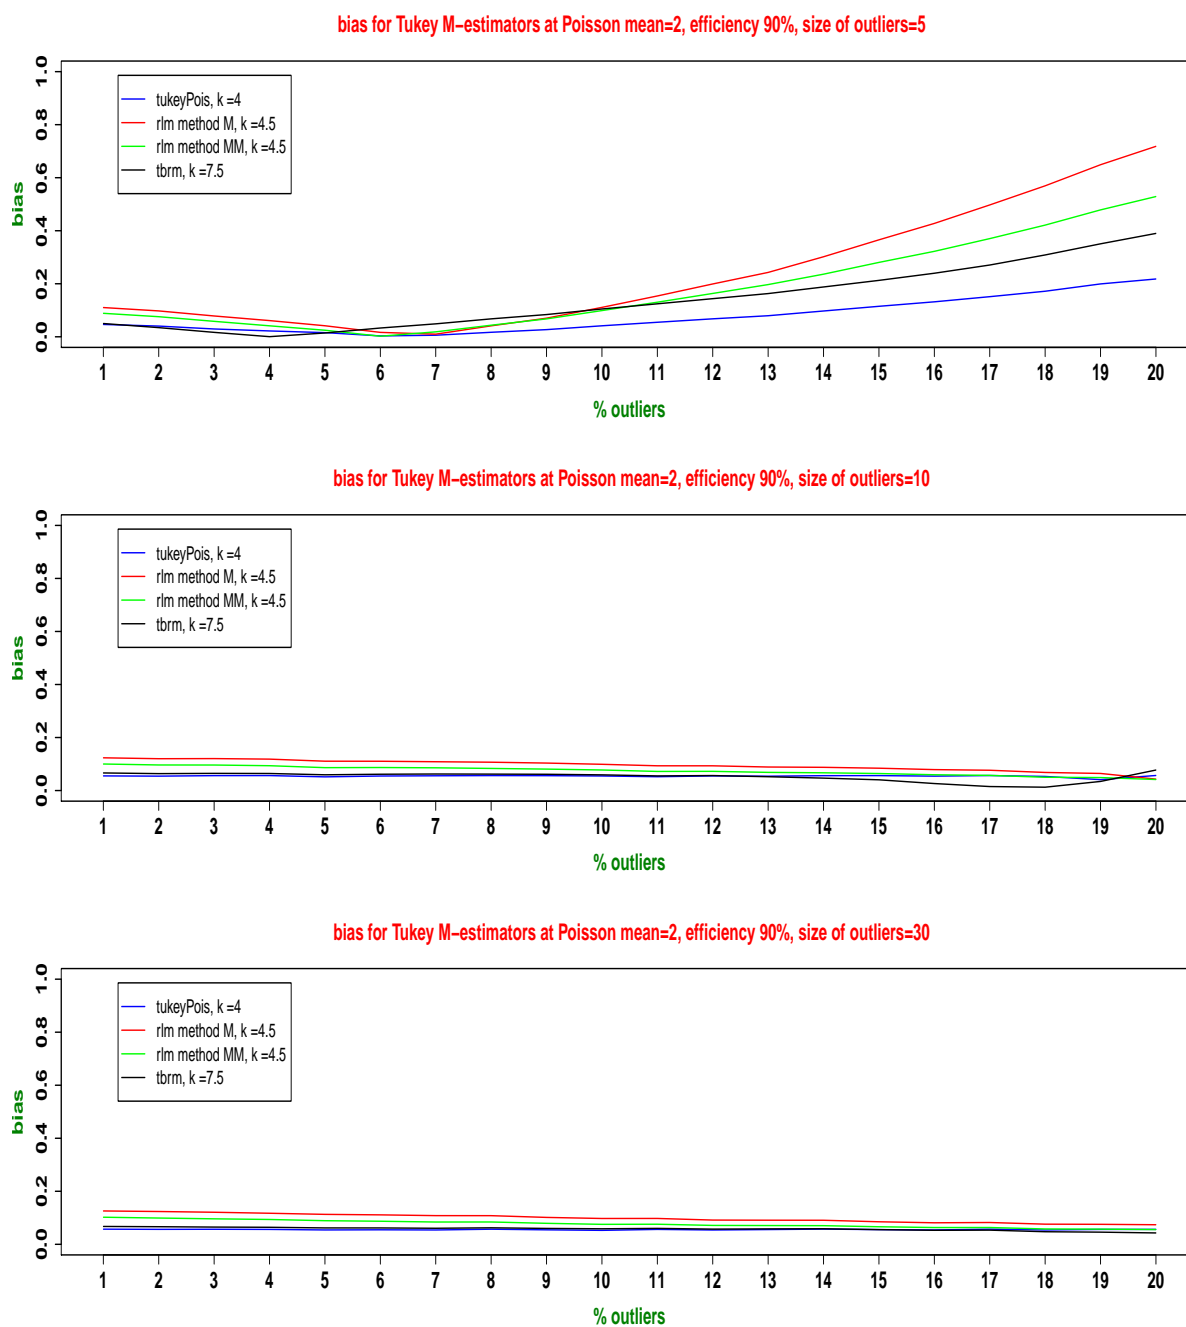 bias for Tukey M−estimators at Poisson mean=2, efficiency 90%, size of outliers=5
1.0
0.8
0.6
0.4
0.2
0.0
bias
tukeyPois, k =4
rlm method M, k =4.5
rlm method MM, k =4.5
tbrm, k =7.5
1 2 3 4 5 6 7 8 9 10 11 12 13 14 15 16 17 18 19 20
% outliers
bias for Tukey M−estimators at Poisson mean=2, efficiency 90%, size of outliers=10
1.0
0.8
0.6
0.4
0.2
0.0
bias
tukeyPois, k =4
rlm method M, k =4.5
rlm method MM, k =4.5
tbrm, k =7.5
1 2 3 4 5 6 7 8 9 10 11 12 13 14 15 16 17 18 19 20
% outliers
bias for Tukey M−estimators at Poisson mean=2, efficiency 90%, size of outliers=30
1.0
0.8
0.6
0.4
0.2
0.0
bias
tukeyPois, k =4
rlm method M, k =4.5
rlm method MM, k =4.5
tbrm, k =7.5
1 2 3 4 5 6 7 8 9 10 11 12 13 14 15 16 17 18 19 20
% outliers